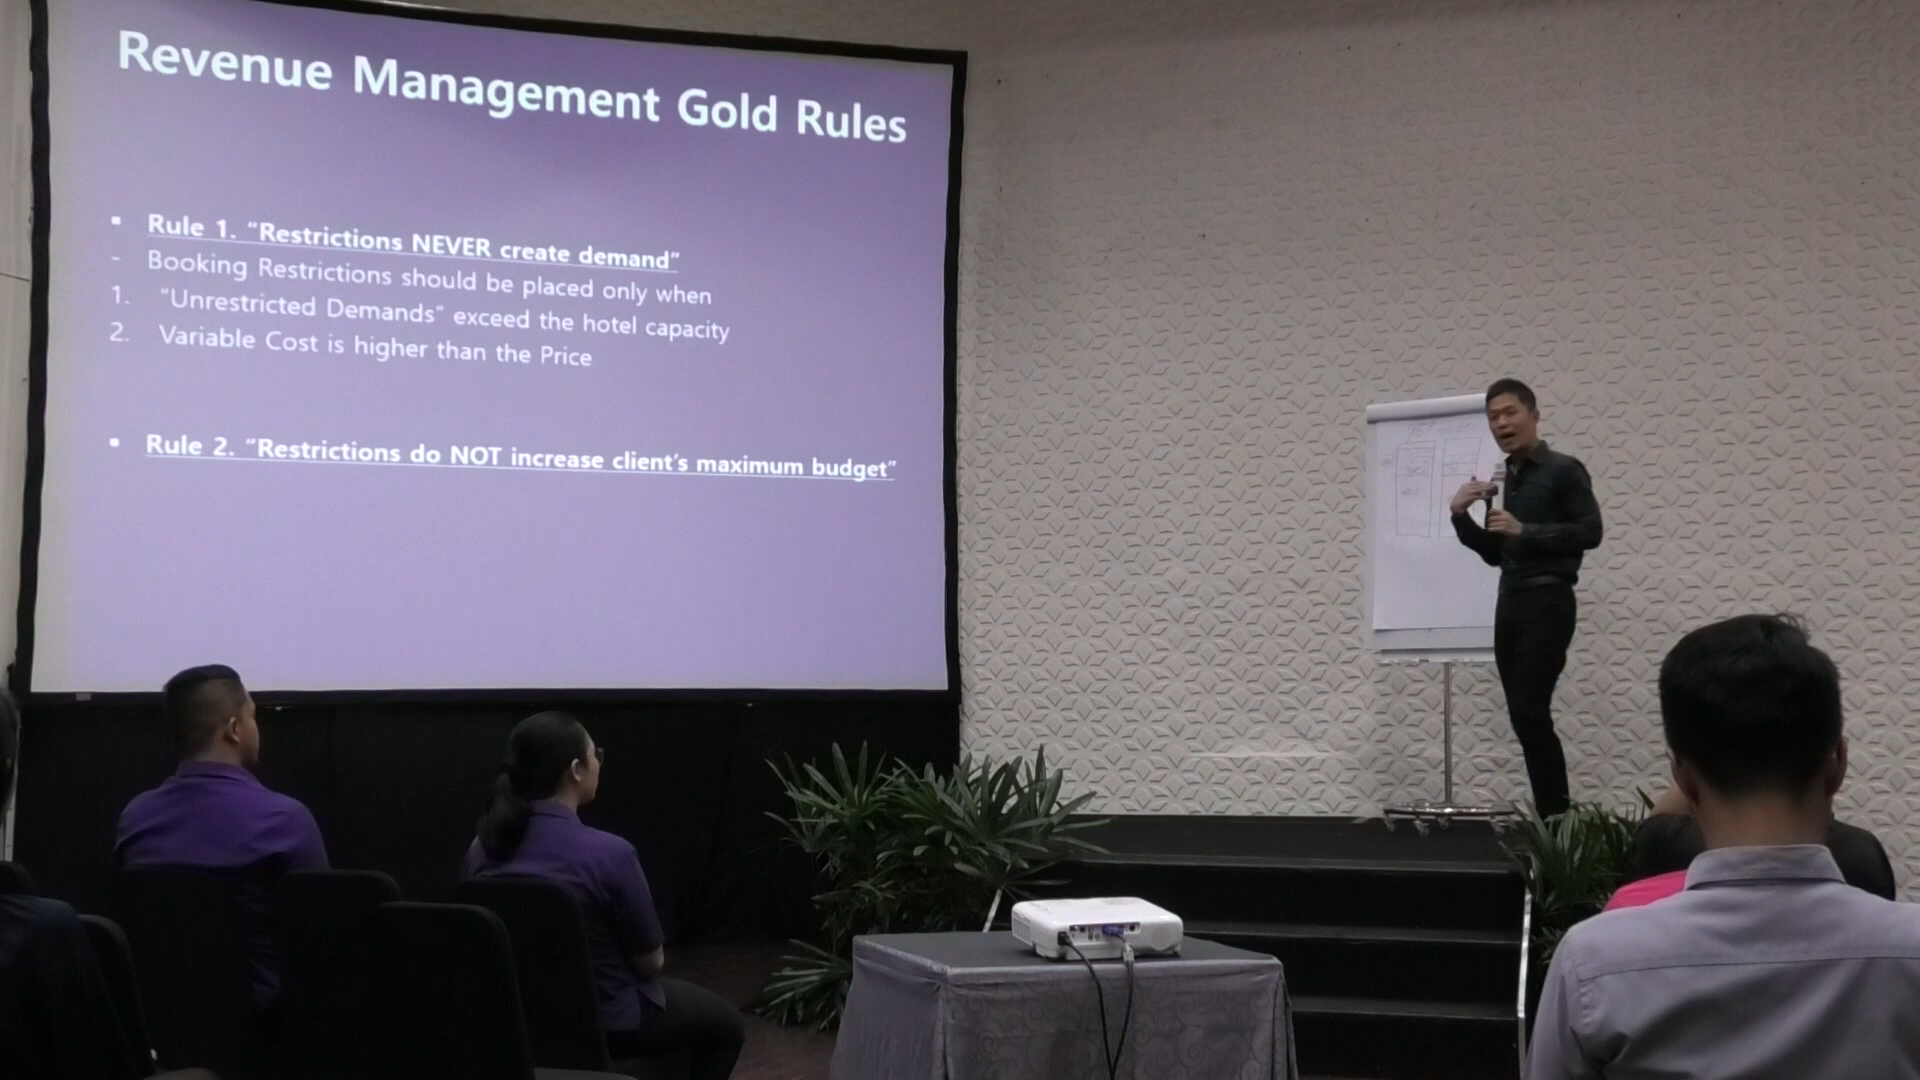 Revenue Management Gold Rules
▪ Rule 1. “Restrictions NEVER create demand”
- Booking Restrictions should be placed only when
1. “Unrestricted Demands” exceed the hotel capacity
2. Variable Cost is higher than the Price
▪ Rule 2. “Restrictions do NOT increase client’s maximum budget”